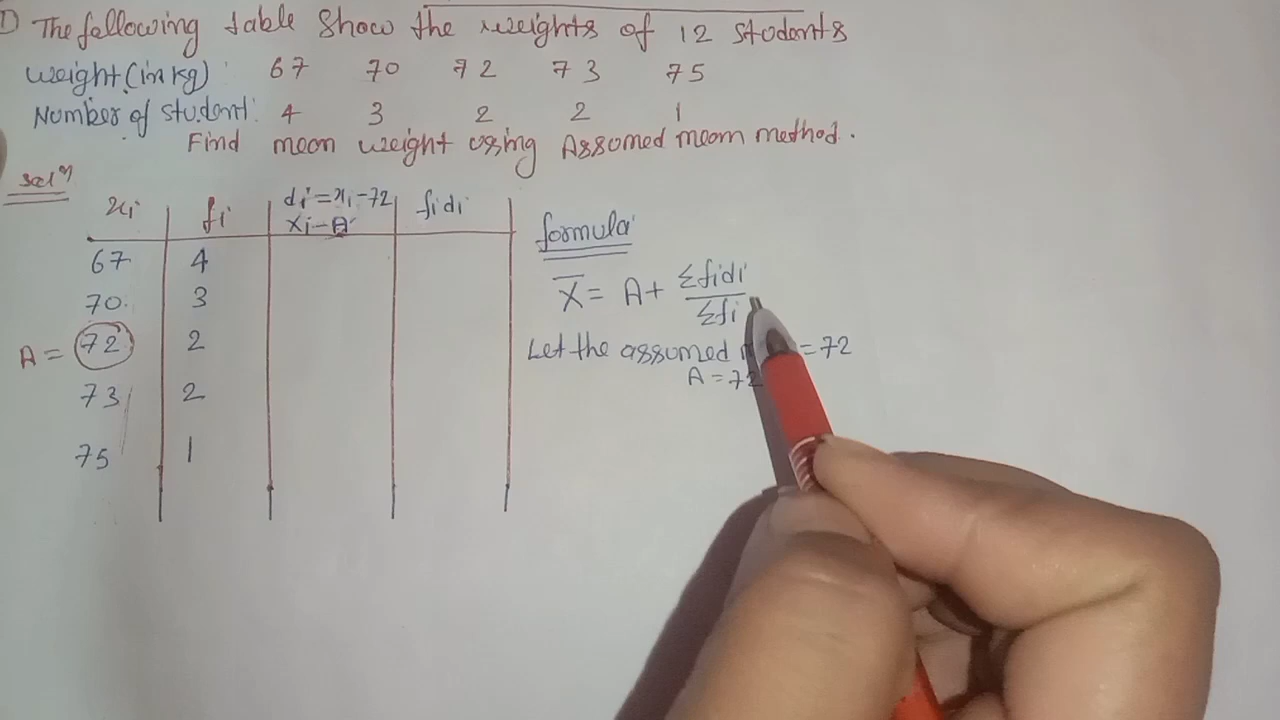 1) The following table show the weights of 12 students
Weight (in kg): 67 70 72 73 75
Number of student: 4 3 2 2 1
Find mean weight using Assumed mean method.
Solⁿ
xi fi di = xi - 72 fidi
xi - A
67 4
70 3
A = 72 2
73 2
75 1
formula
X̄ = A + Σfidi / Σfi
Let the assumed = 72
A = 72